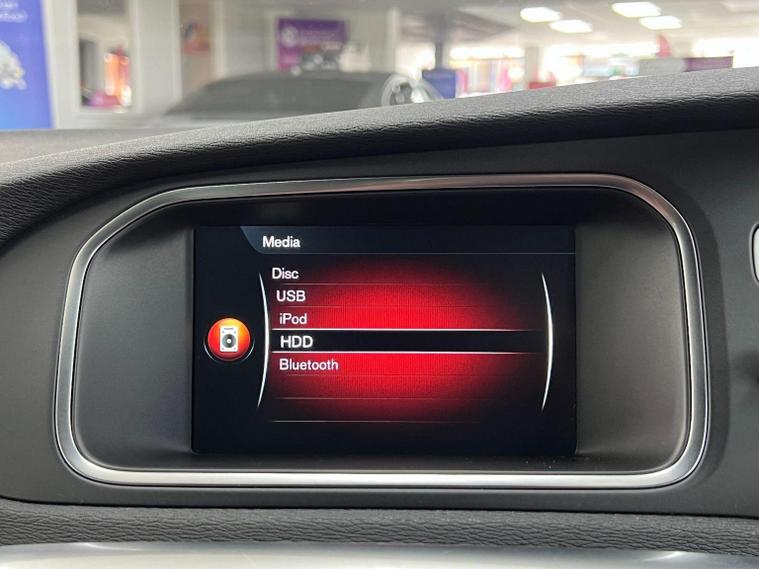 Media
Disc
USB
iPod
HDD
Bluetooth